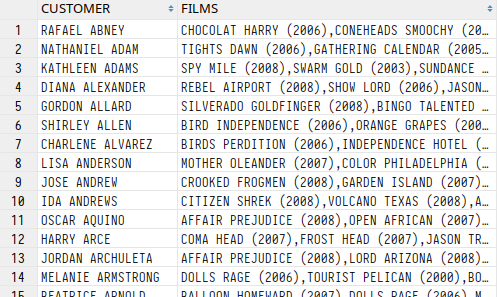 CUSTOMER FILMS
1 RAFAEL ABNEY CHOCOLAT HARRY (2006),CONEHEADS SMOOCHY (20…
2 NATHANIEL ADAM TIGHTS DAWN (2006),GATHERING CALENDAR (2005…
3 KATHLEEN ADAMS SPY MILE (2008),SWARM GOLD (2003),SUNDANCE …
4 DIANA ALEXANDER REBEL AIRPORT (2008),SHOW LORD (2006),JASON…
5 GORDON ALLARD SILVERADO GOLDFINGER (2008),BINGO TALENTED …
6 SHIRLEY ALLEN BIRD INDEPENDENCE (2006),ORANGE GRAPES (200…
7 CHARLENE ALVAREZ BIRDS PERDITION (2006),INDEPENDENCE HOTEL (…
8 LISA ANDERSON MOTHER OLEANDER (2007),COLOR PHILADELPHIA (…
9 JOSE ANDREW CROOKED FROGMEN (2008),GARDEN ISLAND (2007)…
10 IDA ANDREWS CITIZEN SHREK (2008),VOLCANO TEXAS (2008),A…
11 OSCAR AQUINO AFFAIR PREJUDICE (2008),OPEN AFRICAN (2007)…
12 HARRY ARCE COMA HEAD (2007),FROST HEAD (2007),JASON TR…
13 JORDAN ARCHULETA AFFAIR PREJUDICE (2008),LORD ARIZONA (2008)…
14 MELANIE ARMSTRONG DOLLS RAGE (2006),TOURIST PELICAN (2000),BO…
15 BEATRICE ARNOLD BALLOON HOMEWARD (2007),DOLLS RAGE (2006),M…